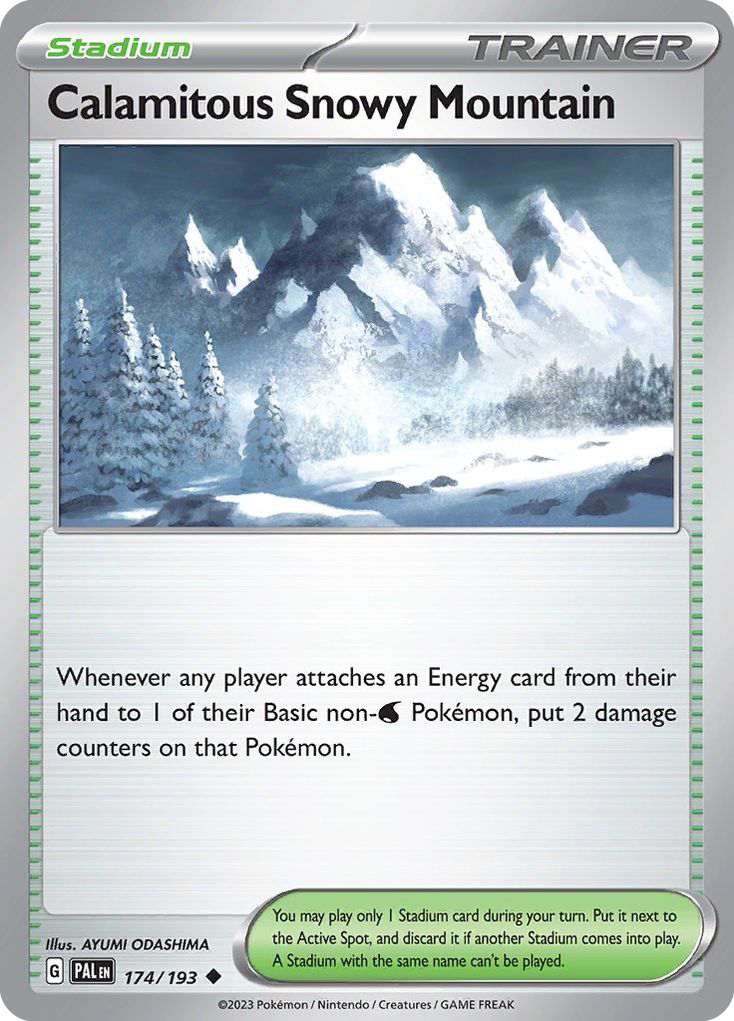 Stadium
TRAINER
Calamitous Snowy Mountain
Whenever any player attaches an Energy card from their
hand to 1 of their Basic non- Pokémon, put 2 damage
counters on that Pokémon.
You may play only 1 Stadium card during your turn. Put it next to
the Active Spot, and discard it if another Stadium comes into play.
A Stadium with the same name can't be played.
Illus. AYUMI ODASHIMA
G PAL EN 174/193
©2023 Pokémon / Nintendo / Creatures / GAME FREAK